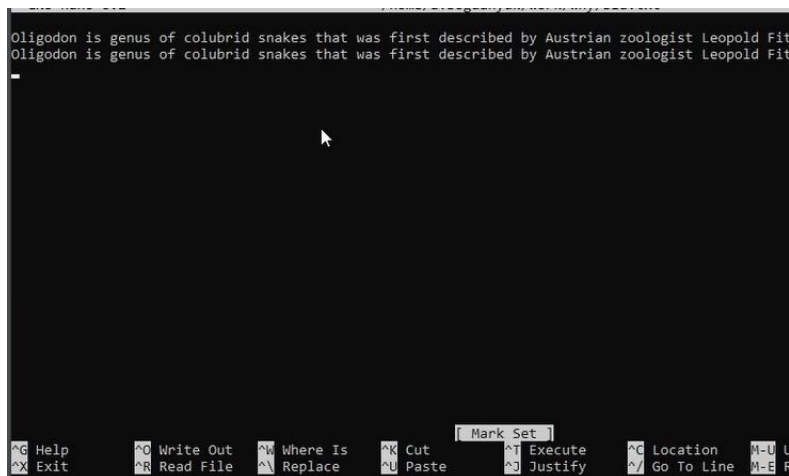 Oligodon is genus of colubrid snakes that was first described by Austrian zoologist Leopold Fit
Oligodon is genus of colubrid snakes that was first described by Austrian zoologist Leopold Fit
[ Mark Set ]
^G Help ^O Write Out ^W Where Is ^K Cut ^T Execute ^C Location M-U U
^X Exit ^R Read File ^\ Replace ^U Paste ^J Justify ^/ Go To Line M-E